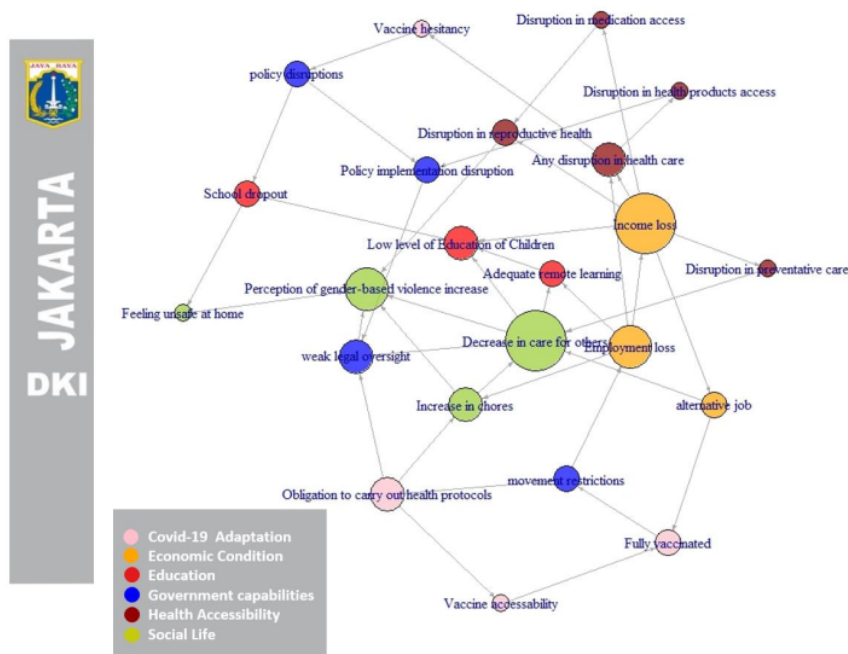 JAYA RAYA
DKI JAKARTA
Vaccine hesitancy
Disruption in medication access
policy disruptions
Disruption in health products access
Disruption in reproductive health
Any disruption in health care
Policy implementation disruption
School dropout
Income loss
Low level of Education of Children
Adequate remote learning
Disruption in preventative care
Perception of gender-based violence increase
Feeling unsafe at home
Decrease in care for others
Employment loss
weak legal oversight
Increase in chores
alternative job
Obligation to carry out health protocols
movement restrictions
Fully vaccinated
Vaccine accessability
Covid-19 Adaptation
Economic Condition
Education
Government capabilities
Health Accessibility
Social Life